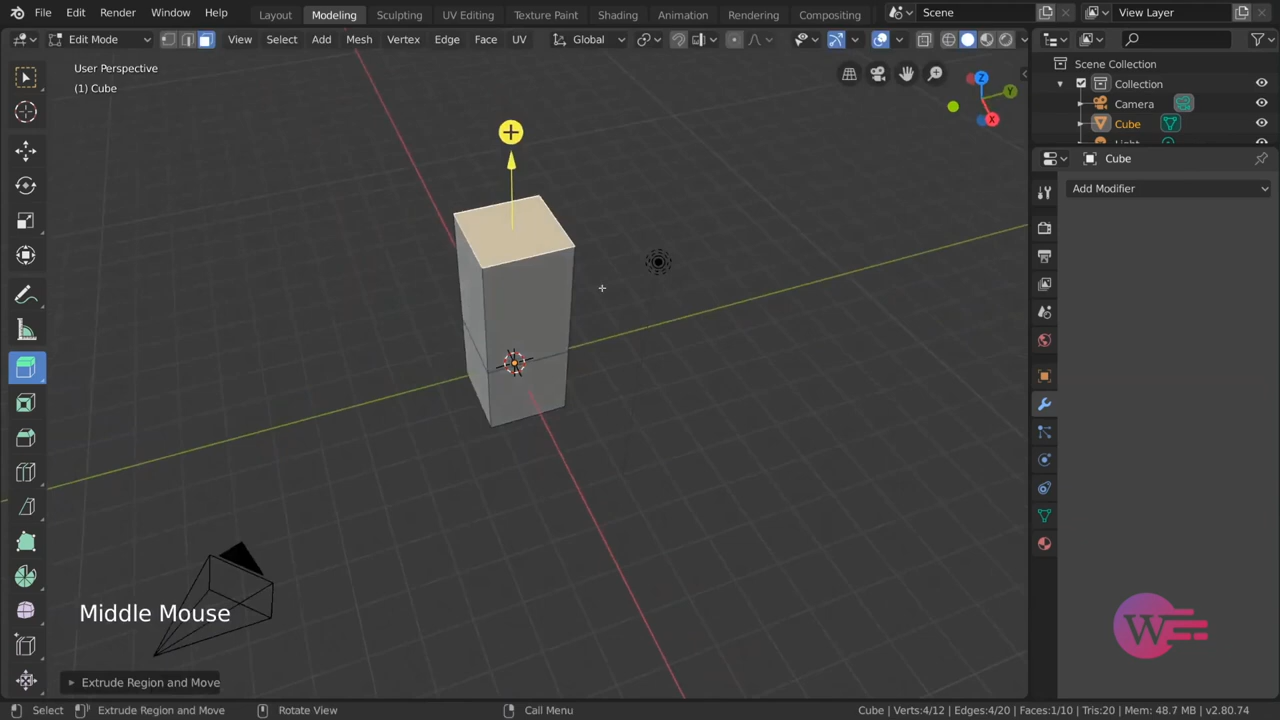 File Edit Render Window Help Layout Modeling Sculpting UV Editing Texture Paint Shading Animation Rendering Compositing Scene View Layer
Edit Mode View Select Add Mesh Vertex Edge Face UV Global
User Perspective
(1) Cube
Scene Collection
Collection
Camera
Cube
Cube
Add Modifier
Z
Y
X
Middle Mouse
W
Extrude Region and Move
Select Extrude Region and Move Rotate View Call Menu Cube | Verts:4/12 | Edges:4/20 | Faces:1/10 | Tris:20 | Mem: 48.7 MB | v2.80.74